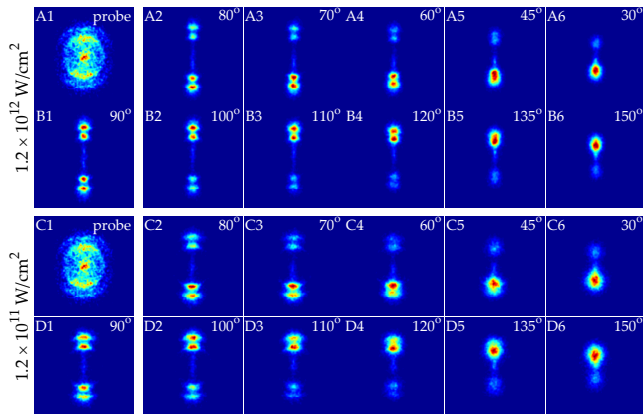 1.2 × 10¹² W/cm²
A1 probe A2 80° A3 70° A4 60° A5 45° A6 30°
B1 90° B2 100° B3 110° B4 120° B5 135° B6 150°
1.2 × 10¹¹ W/cm²
C1 probe C2 80° C3 70° C4 60° C5 45° C6 30°
D1 90° D2 100° D3 110° D4 120° D5 135° D6 150°